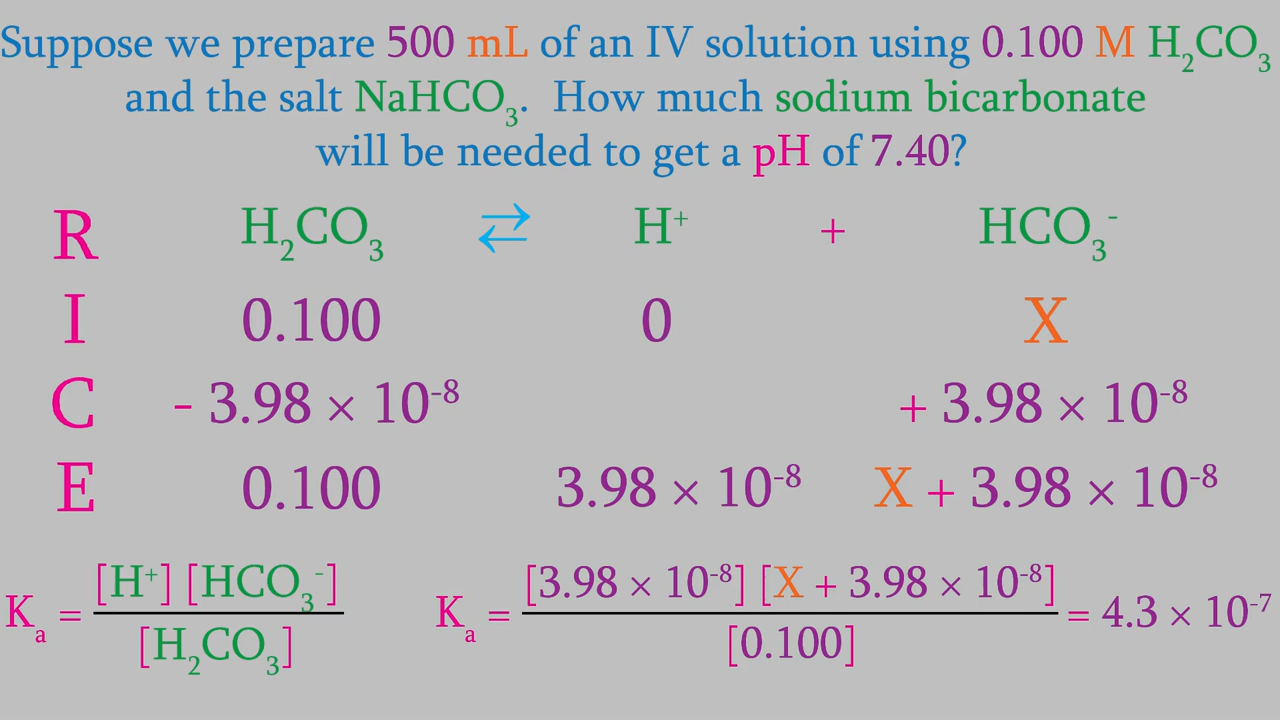 Suppose we prepare 500 mL of an IV solution using 0.100 M H₂CO₃
and the salt NaHCO₃. How much sodium bicarbonate
will be needed to get a pH of 7.40?
R H₂CO₃ ⇄ H⁺ + HCO₃⁻
I 0.100 0 X
C - 3.98 × 10⁻⁸ + 3.98 × 10⁻⁸
E 0.100 3.98 × 10⁻⁸ X + 3.98 × 10⁻⁸
Kₐ = [H⁺] [HCO₃⁻] / [H₂CO₃] Kₐ = [3.98 × 10⁻⁸] [X + 3.98 × 10⁻⁸] / [0.100] = 4.3 × 10⁻⁷